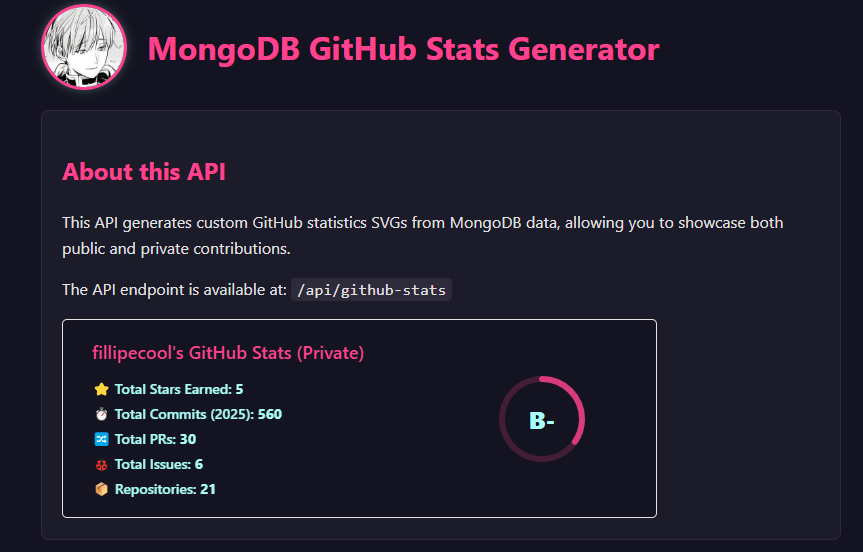 MongoDB GitHub Stats Generator
About this API
This API generates custom GitHub statistics SVGs from MongoDB data, allowing you to showcase both
public and private contributions.
The API endpoint is available at: /api/github-stats
fillipecool's GitHub Stats (Private)
Total Stars Earned: 5
Total Commits (2025): 560
Total PRs: 30
Total Issues: 6
Repositories: 21
B-